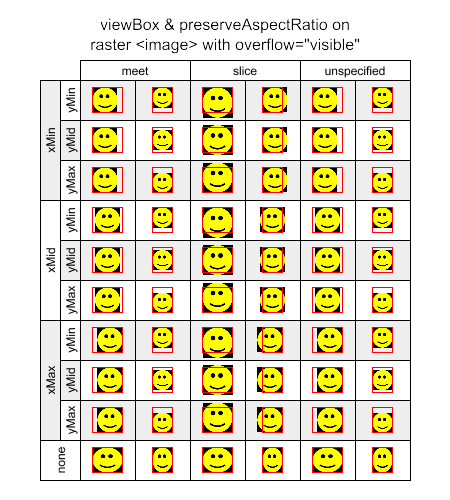 viewBox & preserveAspectRatio on
raster <image> with overflow="visible"
meet slice unspecified
xMin yMin
yMid
yMax
xMid yMin
yMid
yMax
xMax yMin
yMid
yMax
none